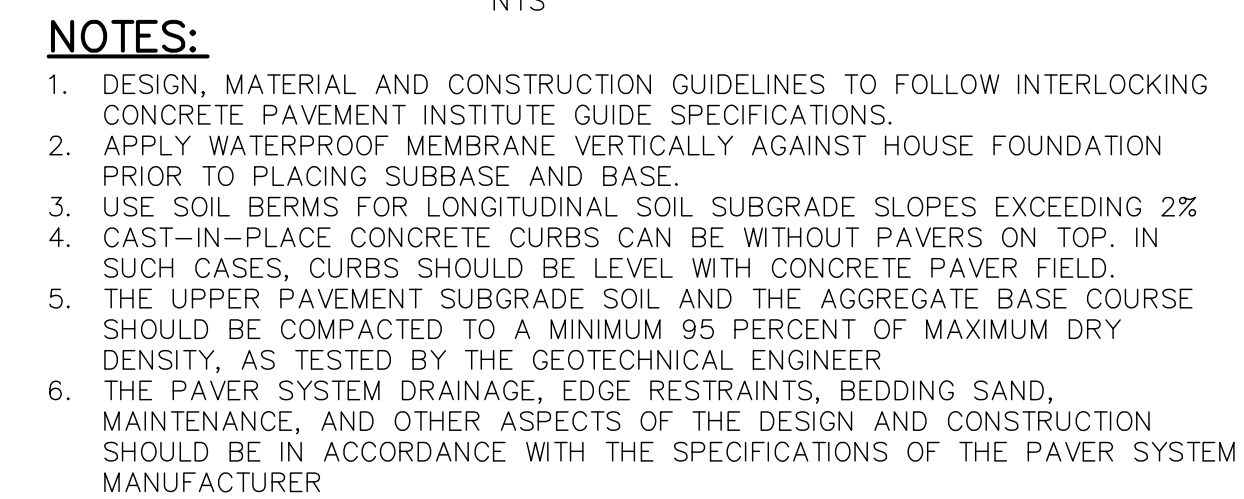 NTS
NOTES:
1. DESIGN, MATERIAL AND CONSTRUCTION GUIDELINES TO FOLLOW INTERLOCKING
CONCRETE PAVEMENT INSTITUTE GUIDE SPECIFICATIONS.
2. APPLY WATERPROOF MEMBRANE VERTICALLY AGAINST HOUSE FOUNDATION
PRIOR TO PLACING SUBBASE AND BASE.
3. USE SOIL BERMS FOR LONGITUDINAL SOIL SUBGRADE SLOPES EXCEEDING 2%
4. CAST-IN-PLACE CONCRETE CURBS CAN BE WITHOUT PAVERS ON TOP. IN
SUCH CASES, CURBS SHOULD BE LEVEL WITH CONCRETE PAVER FIELD.
5. THE UPPER PAVEMENT SUBGRADE SOIL AND THE AGGREGATE BASE COURSE
SHOULD BE COMPACTED TO A MINIMUM 95 PERCENT OF MAXIMUM DRY
DENSITY, AS TESTED BY THE GEOTECHNICAL ENGINEER
6. THE PAVER SYSTEM DRAINAGE, EDGE RESTRAINTS, BEDDING SAND,
MAINTENANCE, AND OTHER ASPECTS OF THE DESIGN AND CONSTRUCTION
SHOULD BE IN ACCORDANCE WITH THE SPECIFICATIONS OF THE PAVER SYSTEM
MANUFACTURER